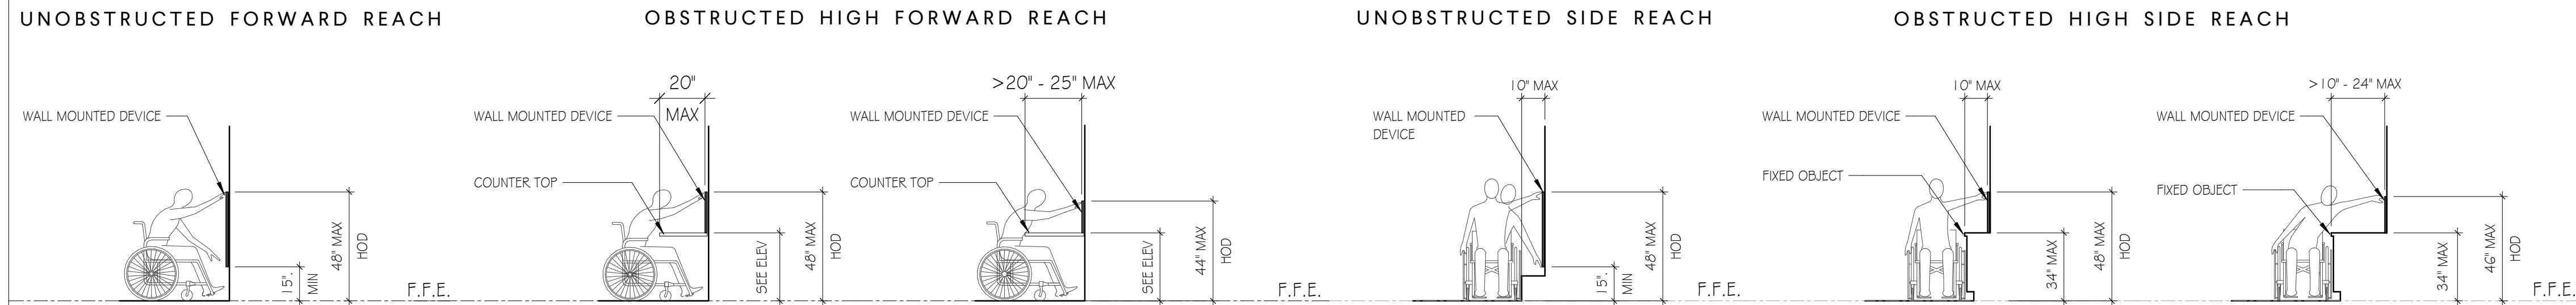 UNOBSTRUCTED FORWARD REACH
WALL MOUNTED DEVICE
15".
MIN
48" MAX
HOD
F.F.E.
OBSTRUCTED HIGH FORWARD REACH
20"
MAX
WALL MOUNTED DEVICE
COUNTER TOP
SEE ELEV
48" MAX
HOD
>20" - 25" MAX
WALL MOUNTED DEVICE
COUNTER TOP
SEE ELEV
44" MAX
HOD
F.F.E.
UNOBSTRUCTED SIDE REACH
10" MAX
WALL MOUNTED
DEVICE
15".
MIN
48" MAX
HOD
F.F.E.
OBSTRUCTED HIGH SIDE REACH
10" MAX
WALL MOUNTED DEVICE
FIXED OBJECT
34" MAX
48" MAX
HOD
>10" - 24" MAX
WALL MOUNTED DEVICE
FIXED OBJECT
34" MAX
46" MAX
HOD
F.F.E.